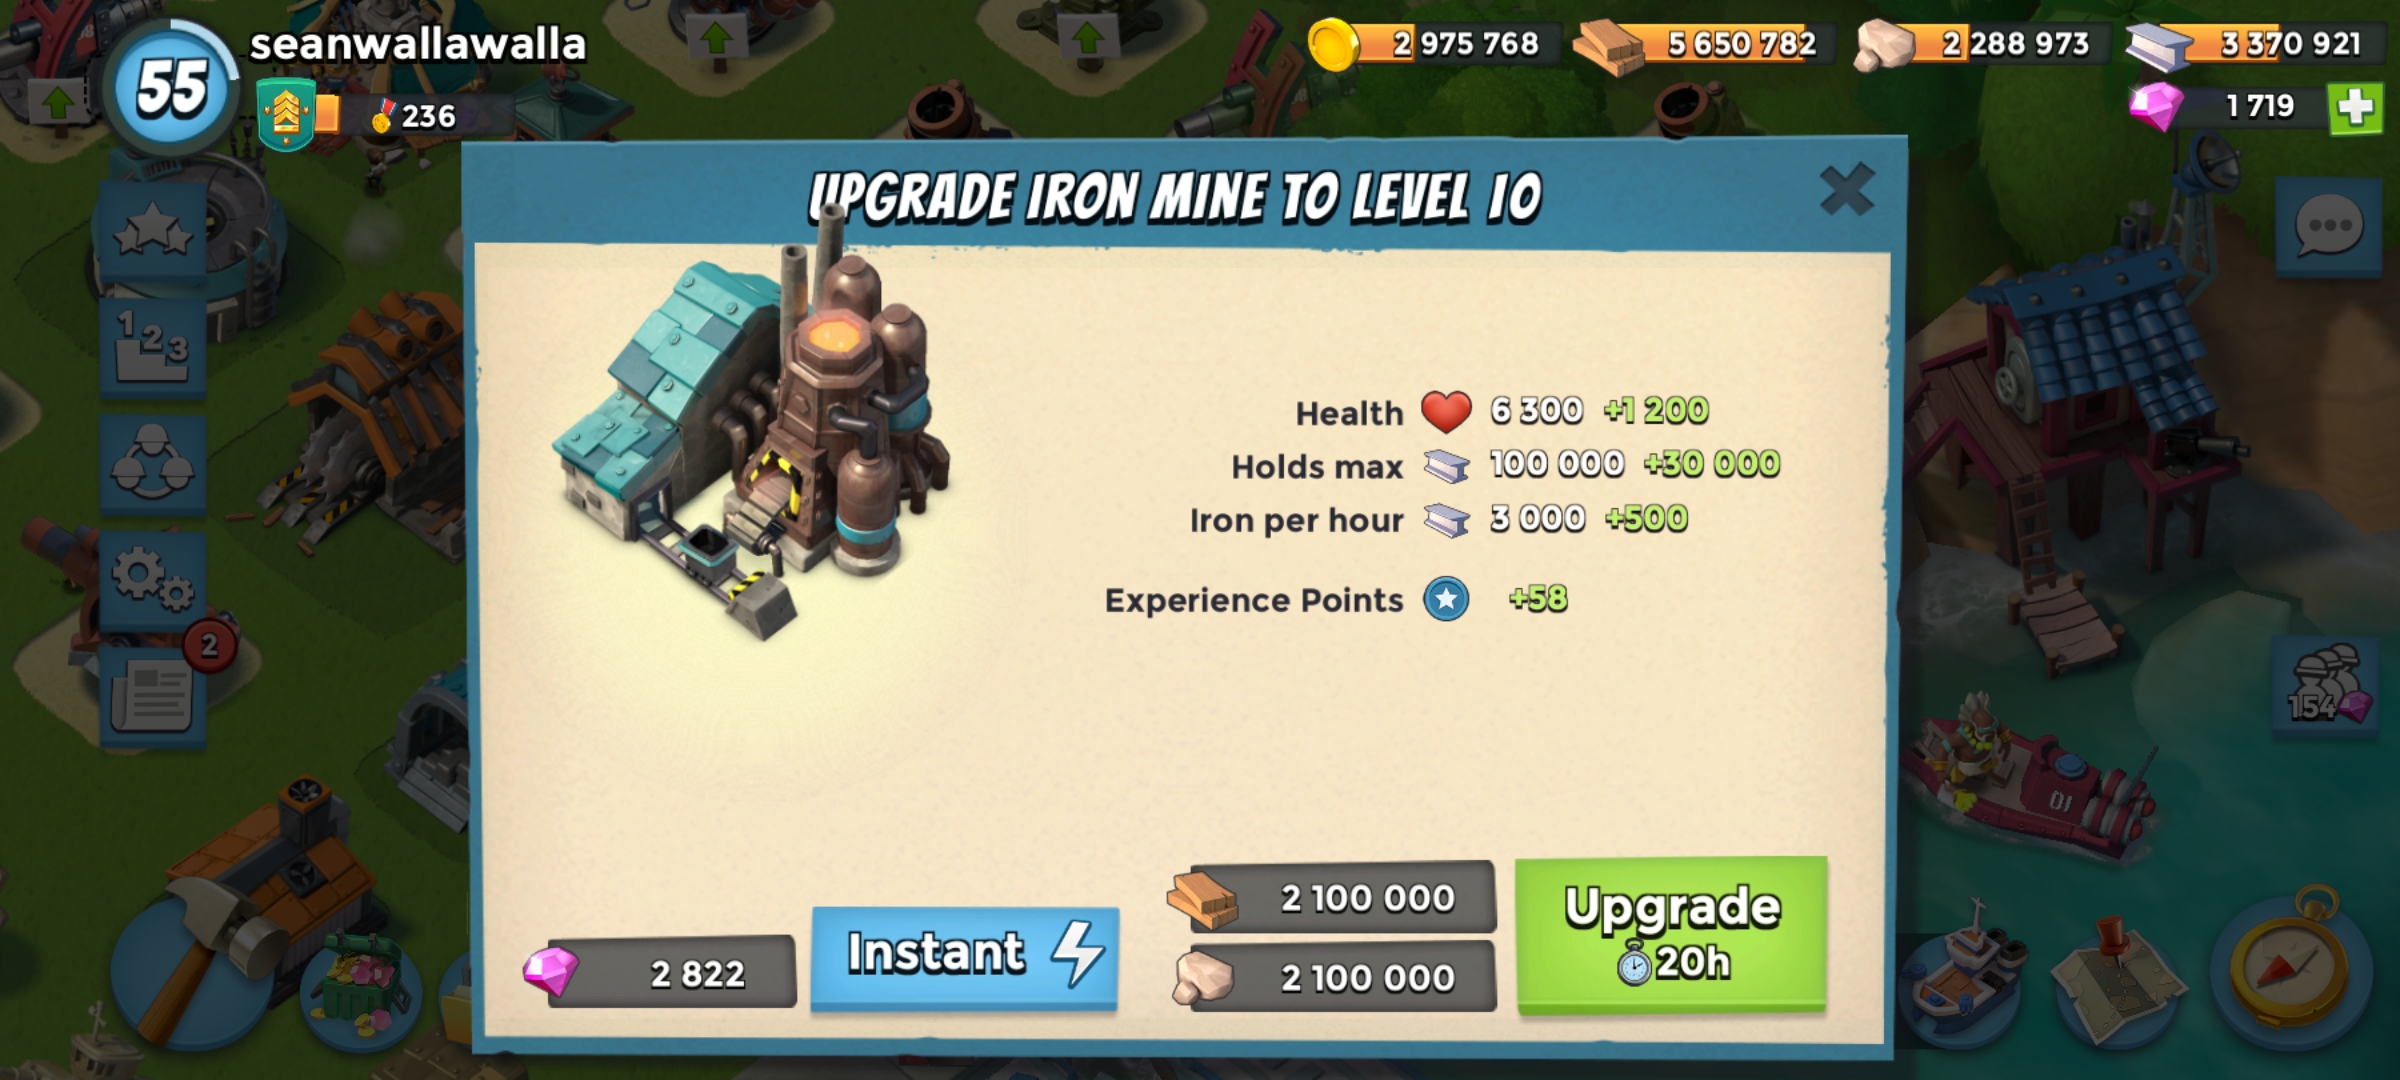 55
seanwallawalla
236
2 975 768
5 650 782
2 288 973
3 370 921
1 719
UPGRADE IRON MINE TO LEVEL 10
123
2
Health 6 300 +1 200
Holds max 100 000 +30 000
Iron per hour 3 000 +500
Experience Points +58
154
01
2 822
Instant
2 100 000
2 100 000
Upgrade
20h